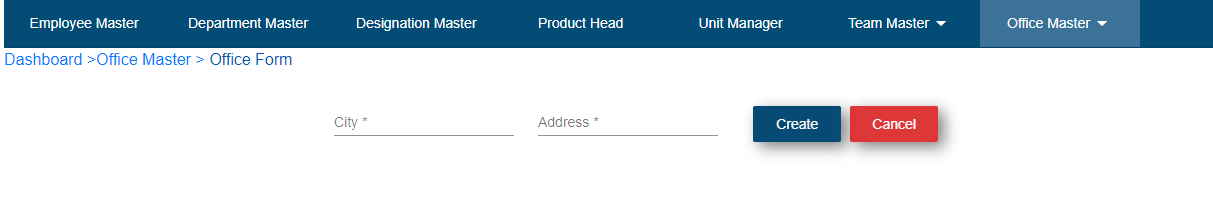 Employee Master Department Master Designation Master Product Head Unit Manager Team Master Office Master
Dashboard >Office Master > Office Form
City * Address * Create Cancel